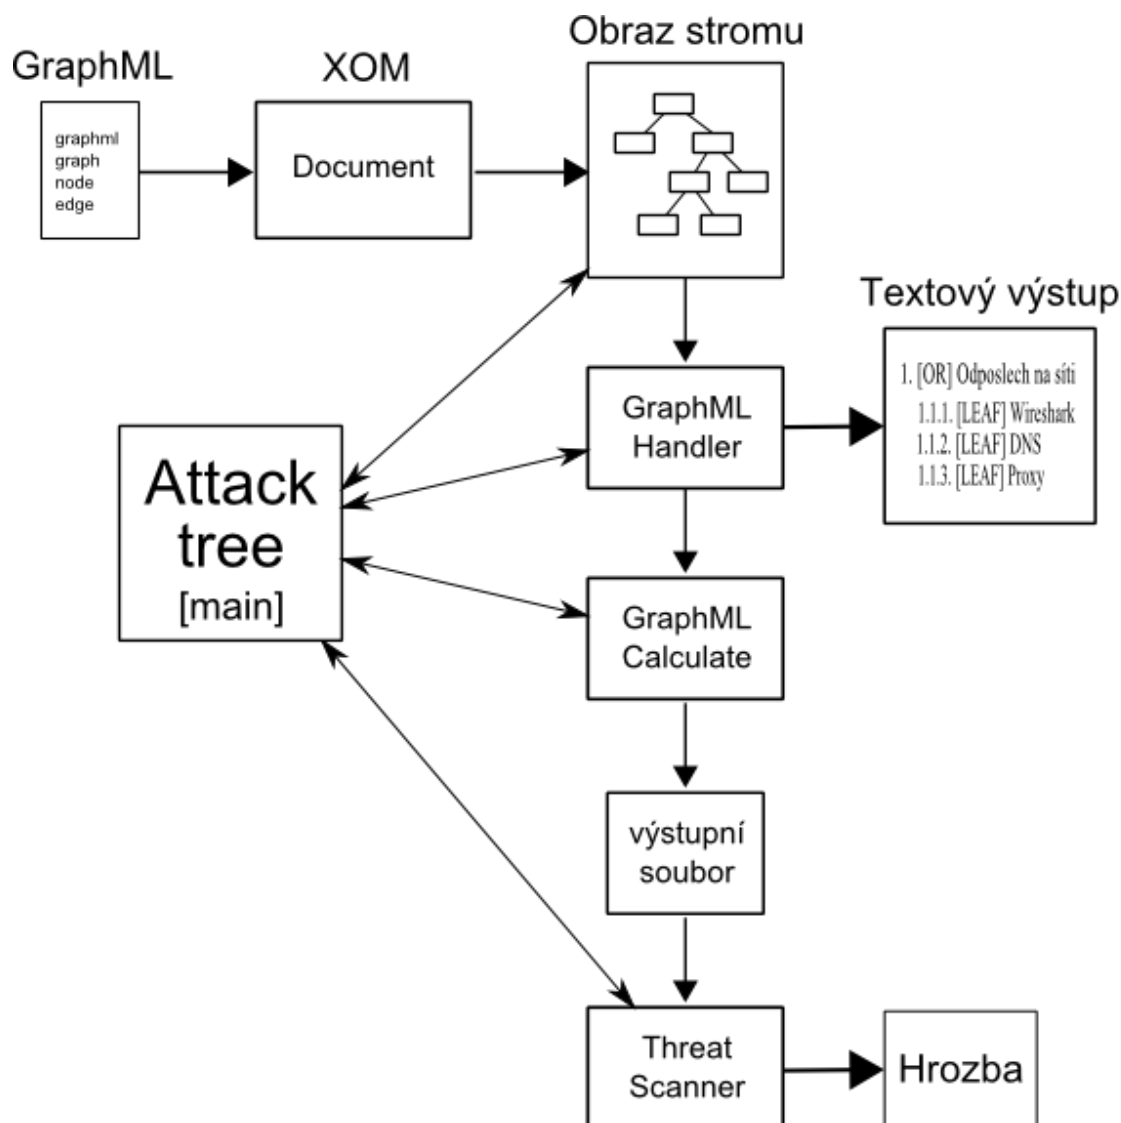 Obraz stromu
GraphML
XOM
graphml
graph
node
edge
Document
Textový výstup
1. [OR] Odposlech na síti
1.1.1. [LEAF] Wireshark
1.1.2. [LEAF] DNS
1.1.3. [LEAF] Proxy
GraphML
Handler
Attack
tree
[main]
GraphML
Calculate
výstupní
soubor
Threat
Scanner
Hrozba